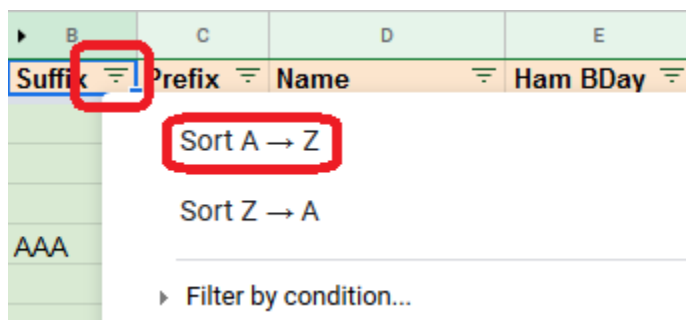 B C D E
Suffix Prefix Name Ham BDay
Sort A → Z
Sort Z → A
AAA
Filter by condition...